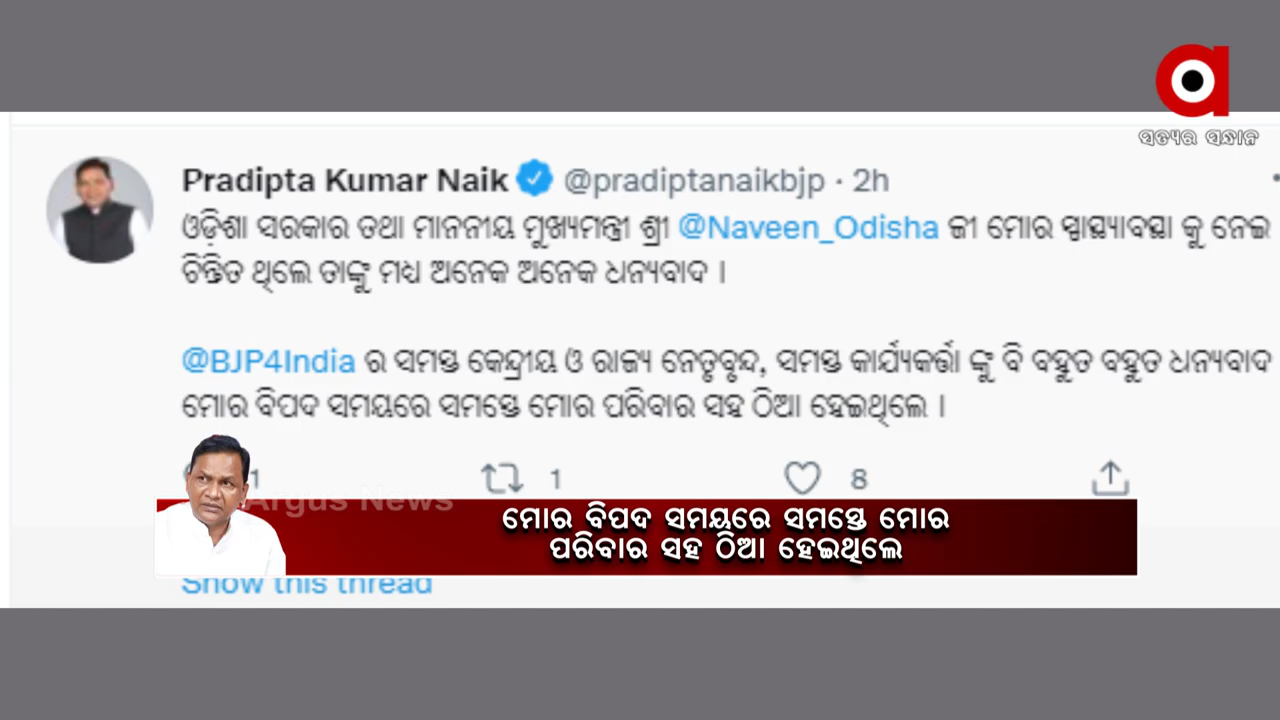 ସତ୍ୟର ସନ୍ଧାନ
Pradipta Kumar Naik @pradiptanaikbjp · 2h
ଓଡ଼ିଶା ସରକାର ତଥା ମାନନୀୟ ମୁଖ୍ୟମନ୍ତ୍ରୀ ଶ୍ରୀ @Naveen_Odisha ଜୀ ମୋର ସ୍ୱାସ୍ଥ୍ୟାବସ୍ଥା କୁ ନେଇ
ଚିନ୍ତିତ ଥିଲେ ତାଙ୍କୁ ମଧ୍ୟ ଅନେକ ଅନେକ ଧନ୍ୟବାଦ ।
@BJP4India ର ସମସ୍ତ କେନ୍ଦ୍ରୀୟ ଓ ରାଜ୍ୟ ନେତୃବୃନ୍ଦ, ସମସ୍ତ କାର୍ଯ୍ୟକର୍ତ୍ତା ଙ୍କୁ ବି ବହୁତ ବହୁତ ଧନ୍ୟବାଦ
ମୋର ବିପଦ ସମୟରେ ସମସ୍ତେ ମୋର ପରିବାର ସହ ଠିଆ ହେଇଥିଲେ ।
1 1 8
Argus News
ମୋର ବିପଦ ସମୟରେ ସମସ୍ତେ ମୋର
ପରିବାର ସହ ଠିଆ ହେଇଥିଲେ
Show this thread